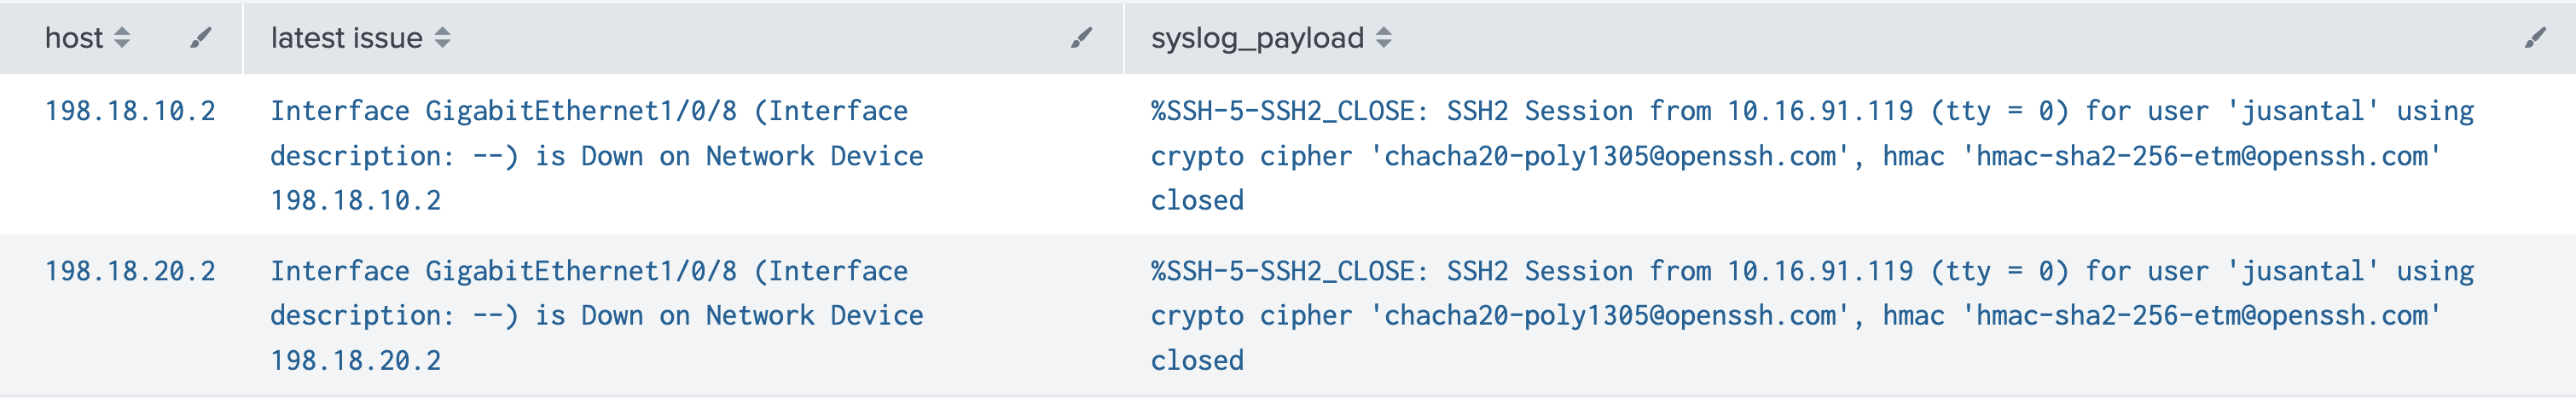 host latest issue syslog_payload
198.18.10.2 Interface GigabitEthernet1/0/8 (Interface %SSH-5-SSH2_CLOSE: SSH2 Session from 10.16.91.119 (tty = 0) for user 'jusantal' using
description: --) is Down on Network Device crypto cipher 'chacha20-poly1305@openssh.com', hmac 'hmac-sha2-256-etm@openssh.com'
198.18.10.2 closed
198.18.20.2 Interface GigabitEthernet1/0/8 (Interface %SSH-5-SSH2_CLOSE: SSH2 Session from 10.16.91.119 (tty = 0) for user 'jusantal' using
description: --) is Down on Network Device crypto cipher 'chacha20-poly1305@openssh.com', hmac 'hmac-sha2-256-etm@openssh.com'
198.18.20.2 closed